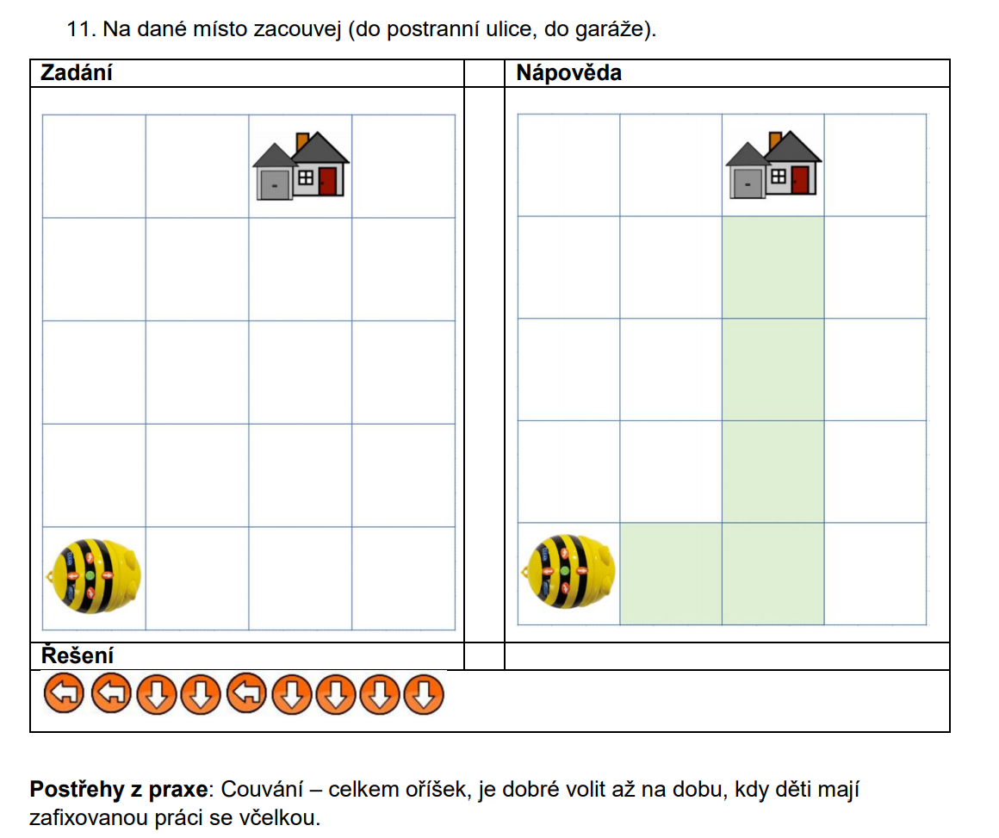 11. Na dané místo zacouvej (do postranní ulice, do garáže).
Zadání
Nápověda
Řešení
Postřehy z praxe: Couvání – celkem oříšek, je dobré volit až na dobu, kdy děti mají
zafixovanou práci se včelkou.